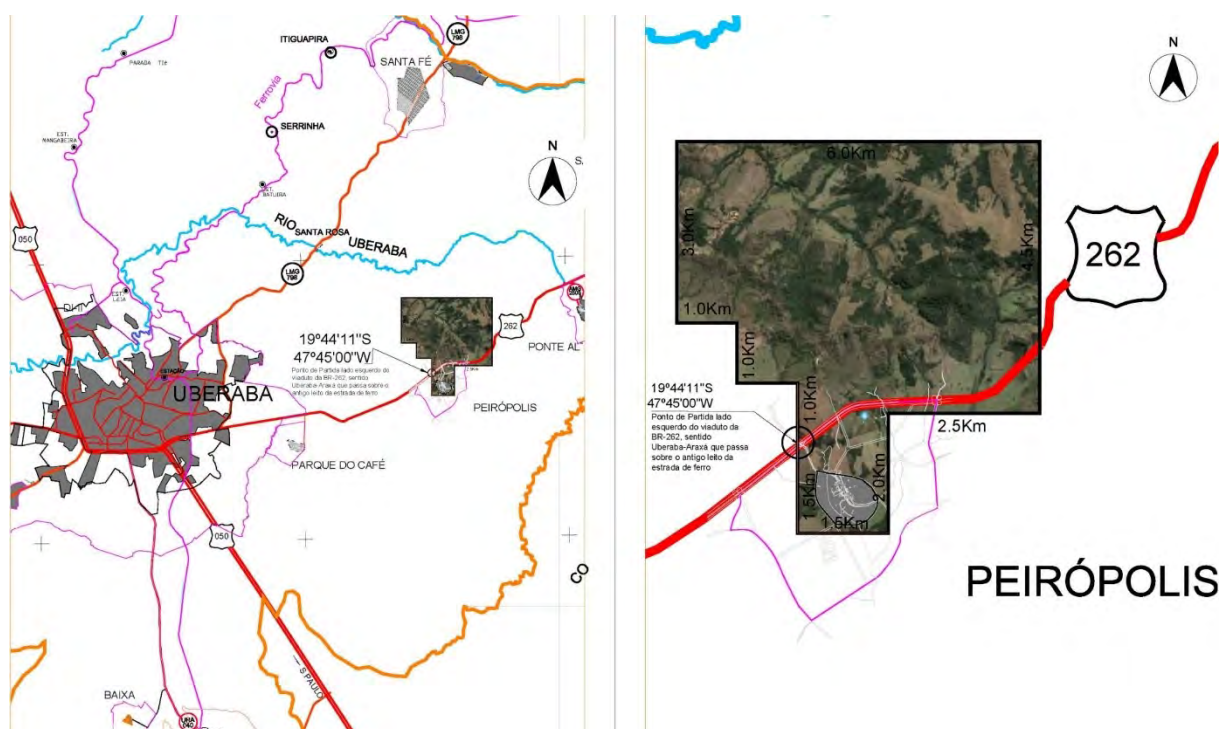 LMG
798
ITIGUAPIRA
SANTA FÉ
PARADA
Ferrovia
EST.
MANGABEIRA
SERRINHA
N
S.
EST.
BATUIRA
050
RIO
SANTA ROSA
UBERABA
LMG
798
EST.
262
PONTE AL
19º44'11"S
47º45'00"W
Ponto de Partida lado esquerdo do
viaduto da BR-262, sentido
Uberaba-Araxá que passa sobre o
antigo leito da estrada de ferro
ESTAÇÃO
UBERABA
PEIRÓPOLIS
PARQUE DO CAFÉ
050
CO
S PAULO
BAIXA
URA
040
N
6.0Km
3.0Km
4.5Km
262
1.0Km
1.0Km
19º44'11"S
47º45'00"W
1.0Km
Ponto de Partida lado
esquerdo do viaduto da
BR-262, sentido
Uberaba-Araxá que passa
sobre o antigo leito da
estrada de ferro
2.5Km
1.5Km
2.0Km
1.5Km
PEIRÓPOLIS